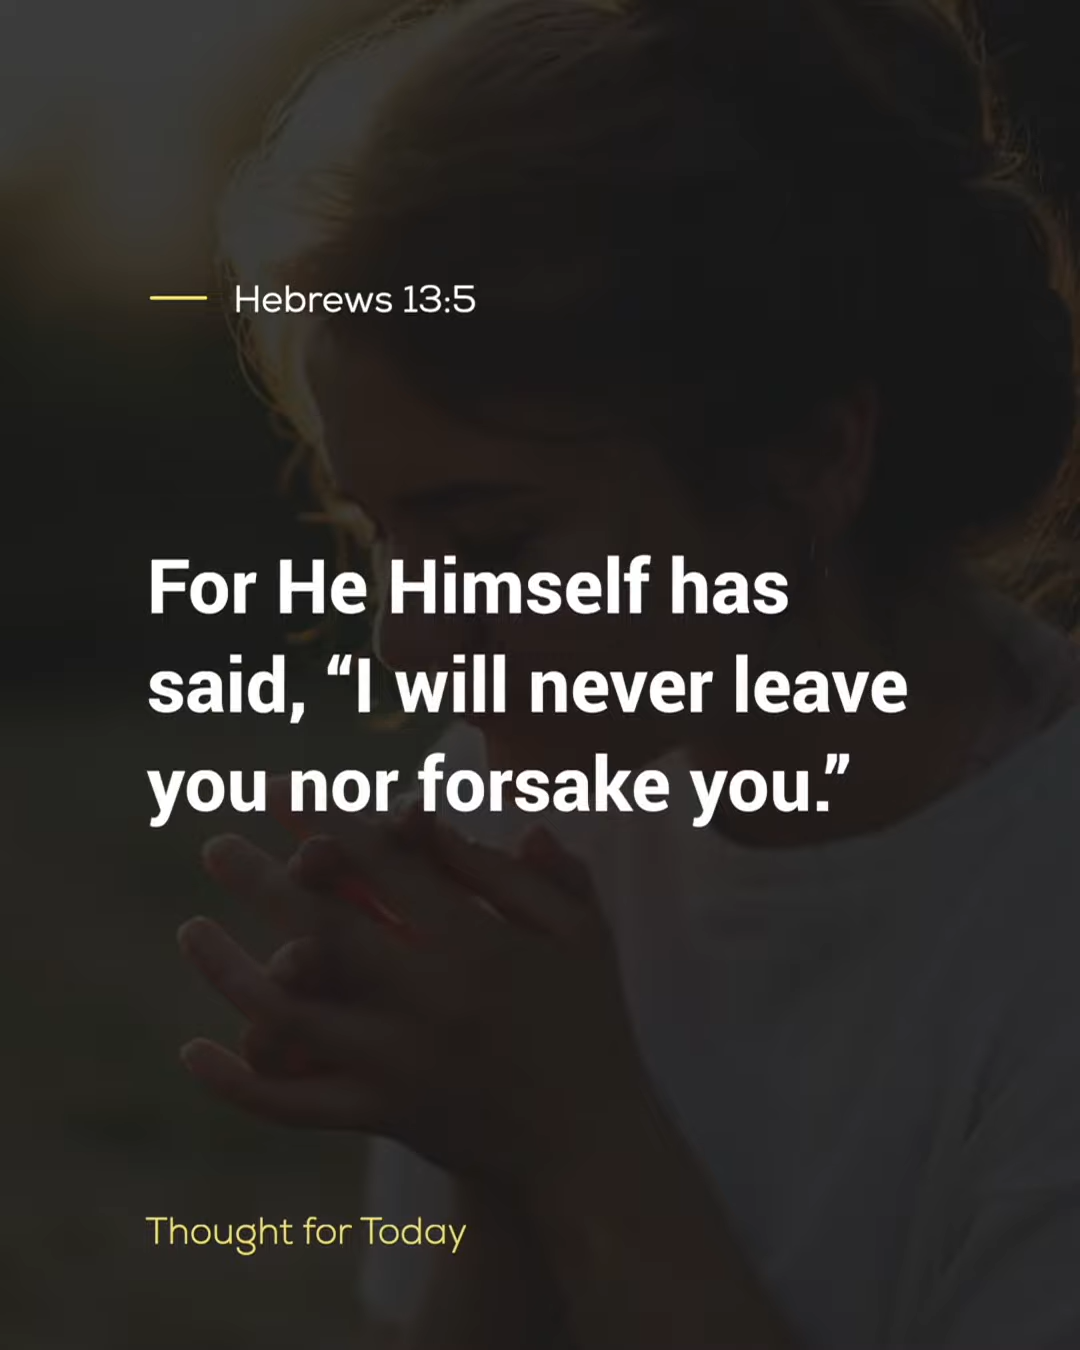 Hebrews 13:5
For He Himself has
said, “I will never leave
you nor forsake you.”
Thought for Today